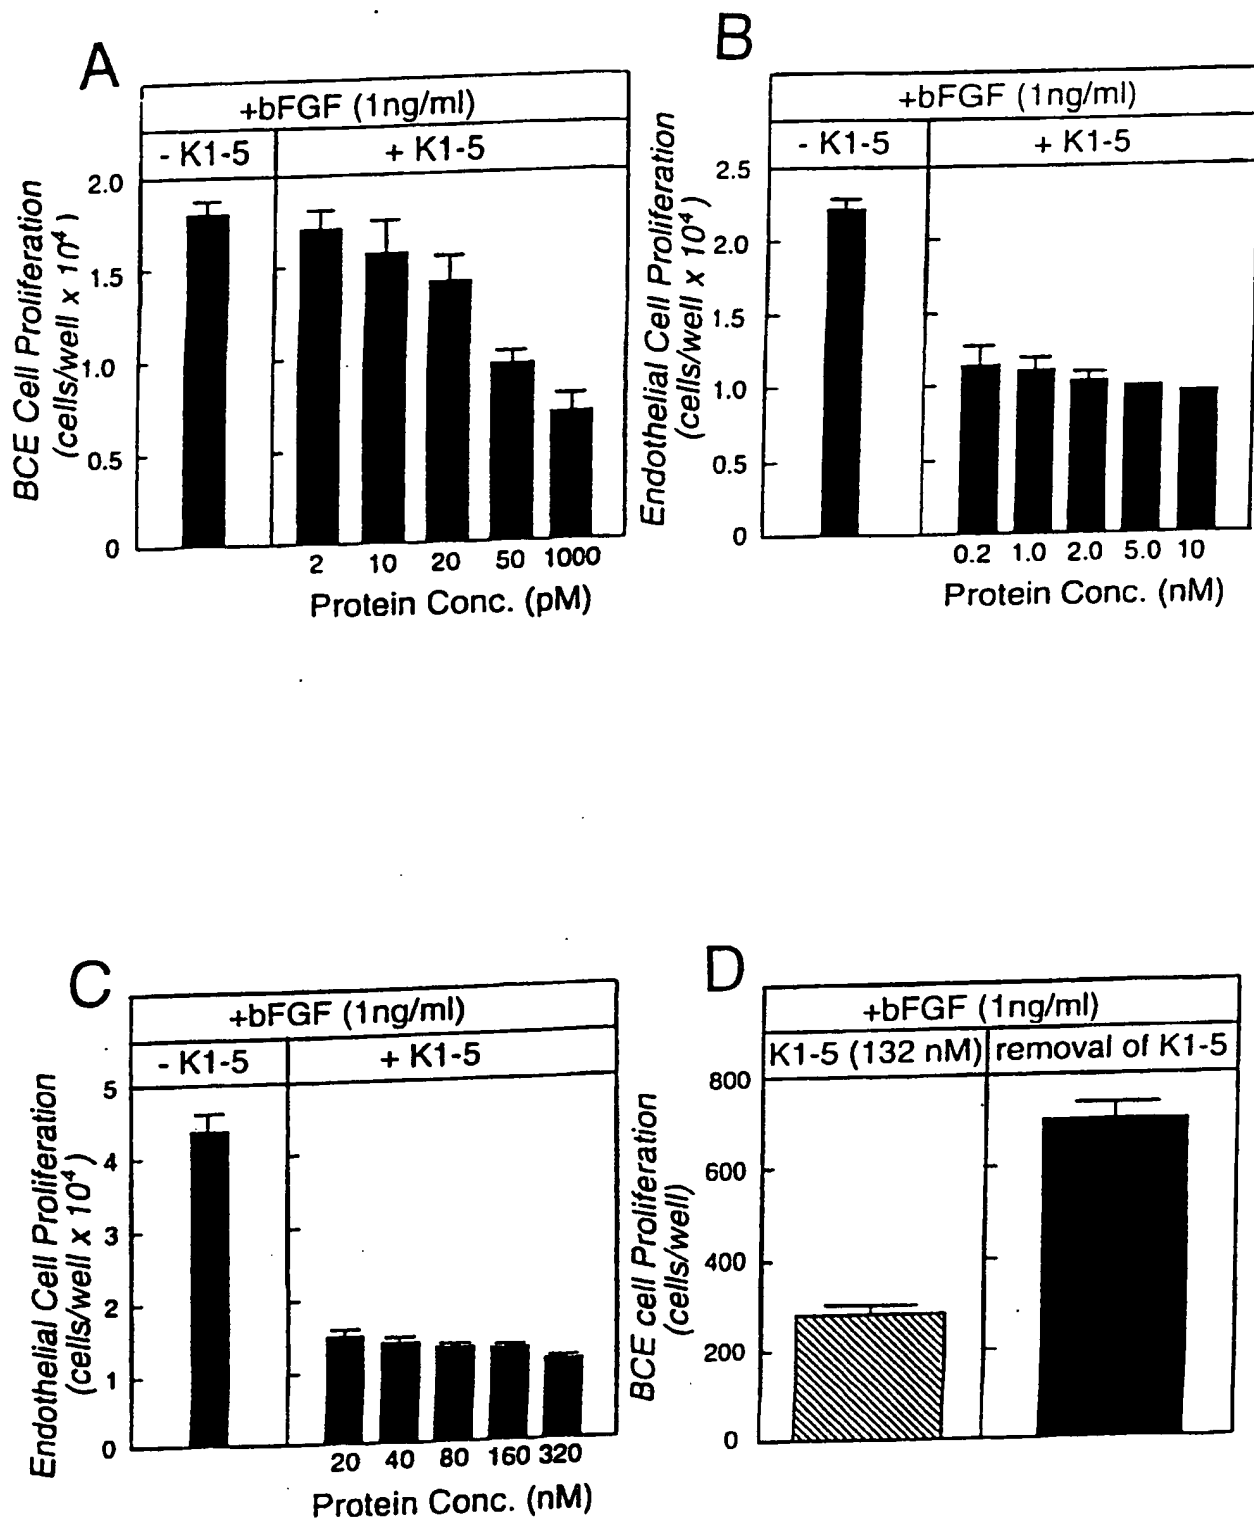 A
+bFGF (1ng/ml)
- K1-5
+ K1-5
BCE Cell Proliferation
(cells/well x 10⁴)
2.0
1.5
1.0
0.5
0
2 10 20 50 1000
Protein Conc. (pM)
B
+bFGF (1ng/ml)
- K1-5
+ K1-5
Endothelial Cell Proliferation
(cells/well x 10⁴)
2.5
2.0
1.5
1.0
0.5
0
0.2 1.0 2.0 5.0 10
Protein Conc. (nM)
C
+bFGF (1ng/ml)
- K1-5
+ K1-5
Endothelial Cell Proliferation
(cells/well x 10⁴)
5
4
3
2
1
0
20 40 80 160 320
Protein Conc. (nM)
D
+bFGF (1ng/ml)
K1-5 (132 nM)
removal of K1-5
BCE cell Proliferation
(cells/well)
800
600
400
200
0